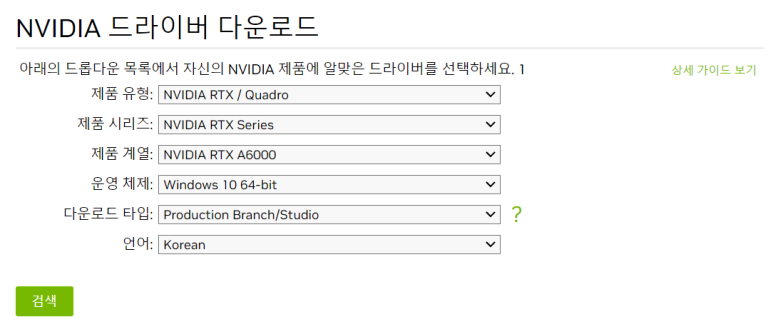 NVIDIA 드라이버 다운로드
아래의 드롭다운 목록에서 자신의 NVIDIA 제품에 알맞은 드라이버를 선택하세요. 1 상세 가이드 보기
제품 유형: NVIDIA RTX / Quadro
제품 시리즈: NVIDIA RTX Series
제품 계열: NVIDIA RTX A6000
운영 체제: Windows 10 64-bit
다운로드 타입: Production Branch/Studio ?
언어: Korean
검색